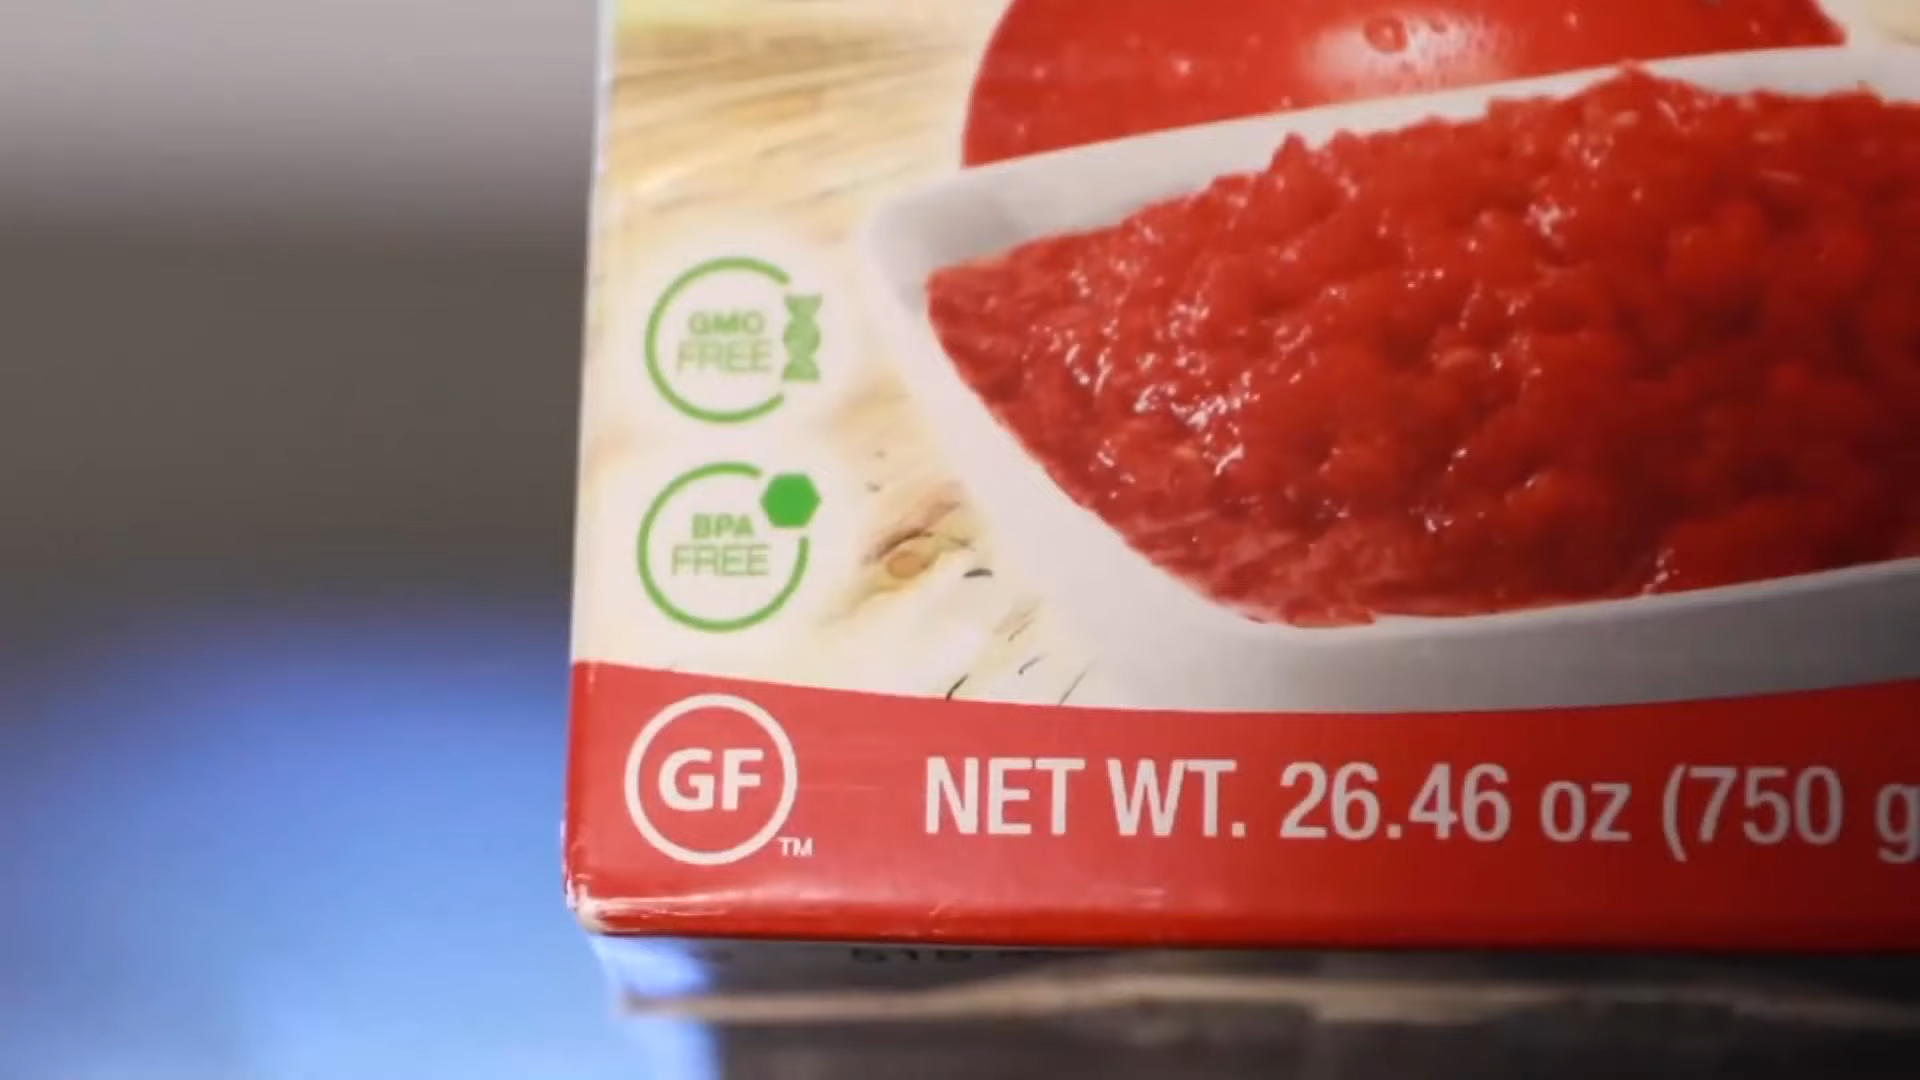 GMO
FREE
BPA
FREE
GF
TM
NET WT. 26.46 oz (750 g